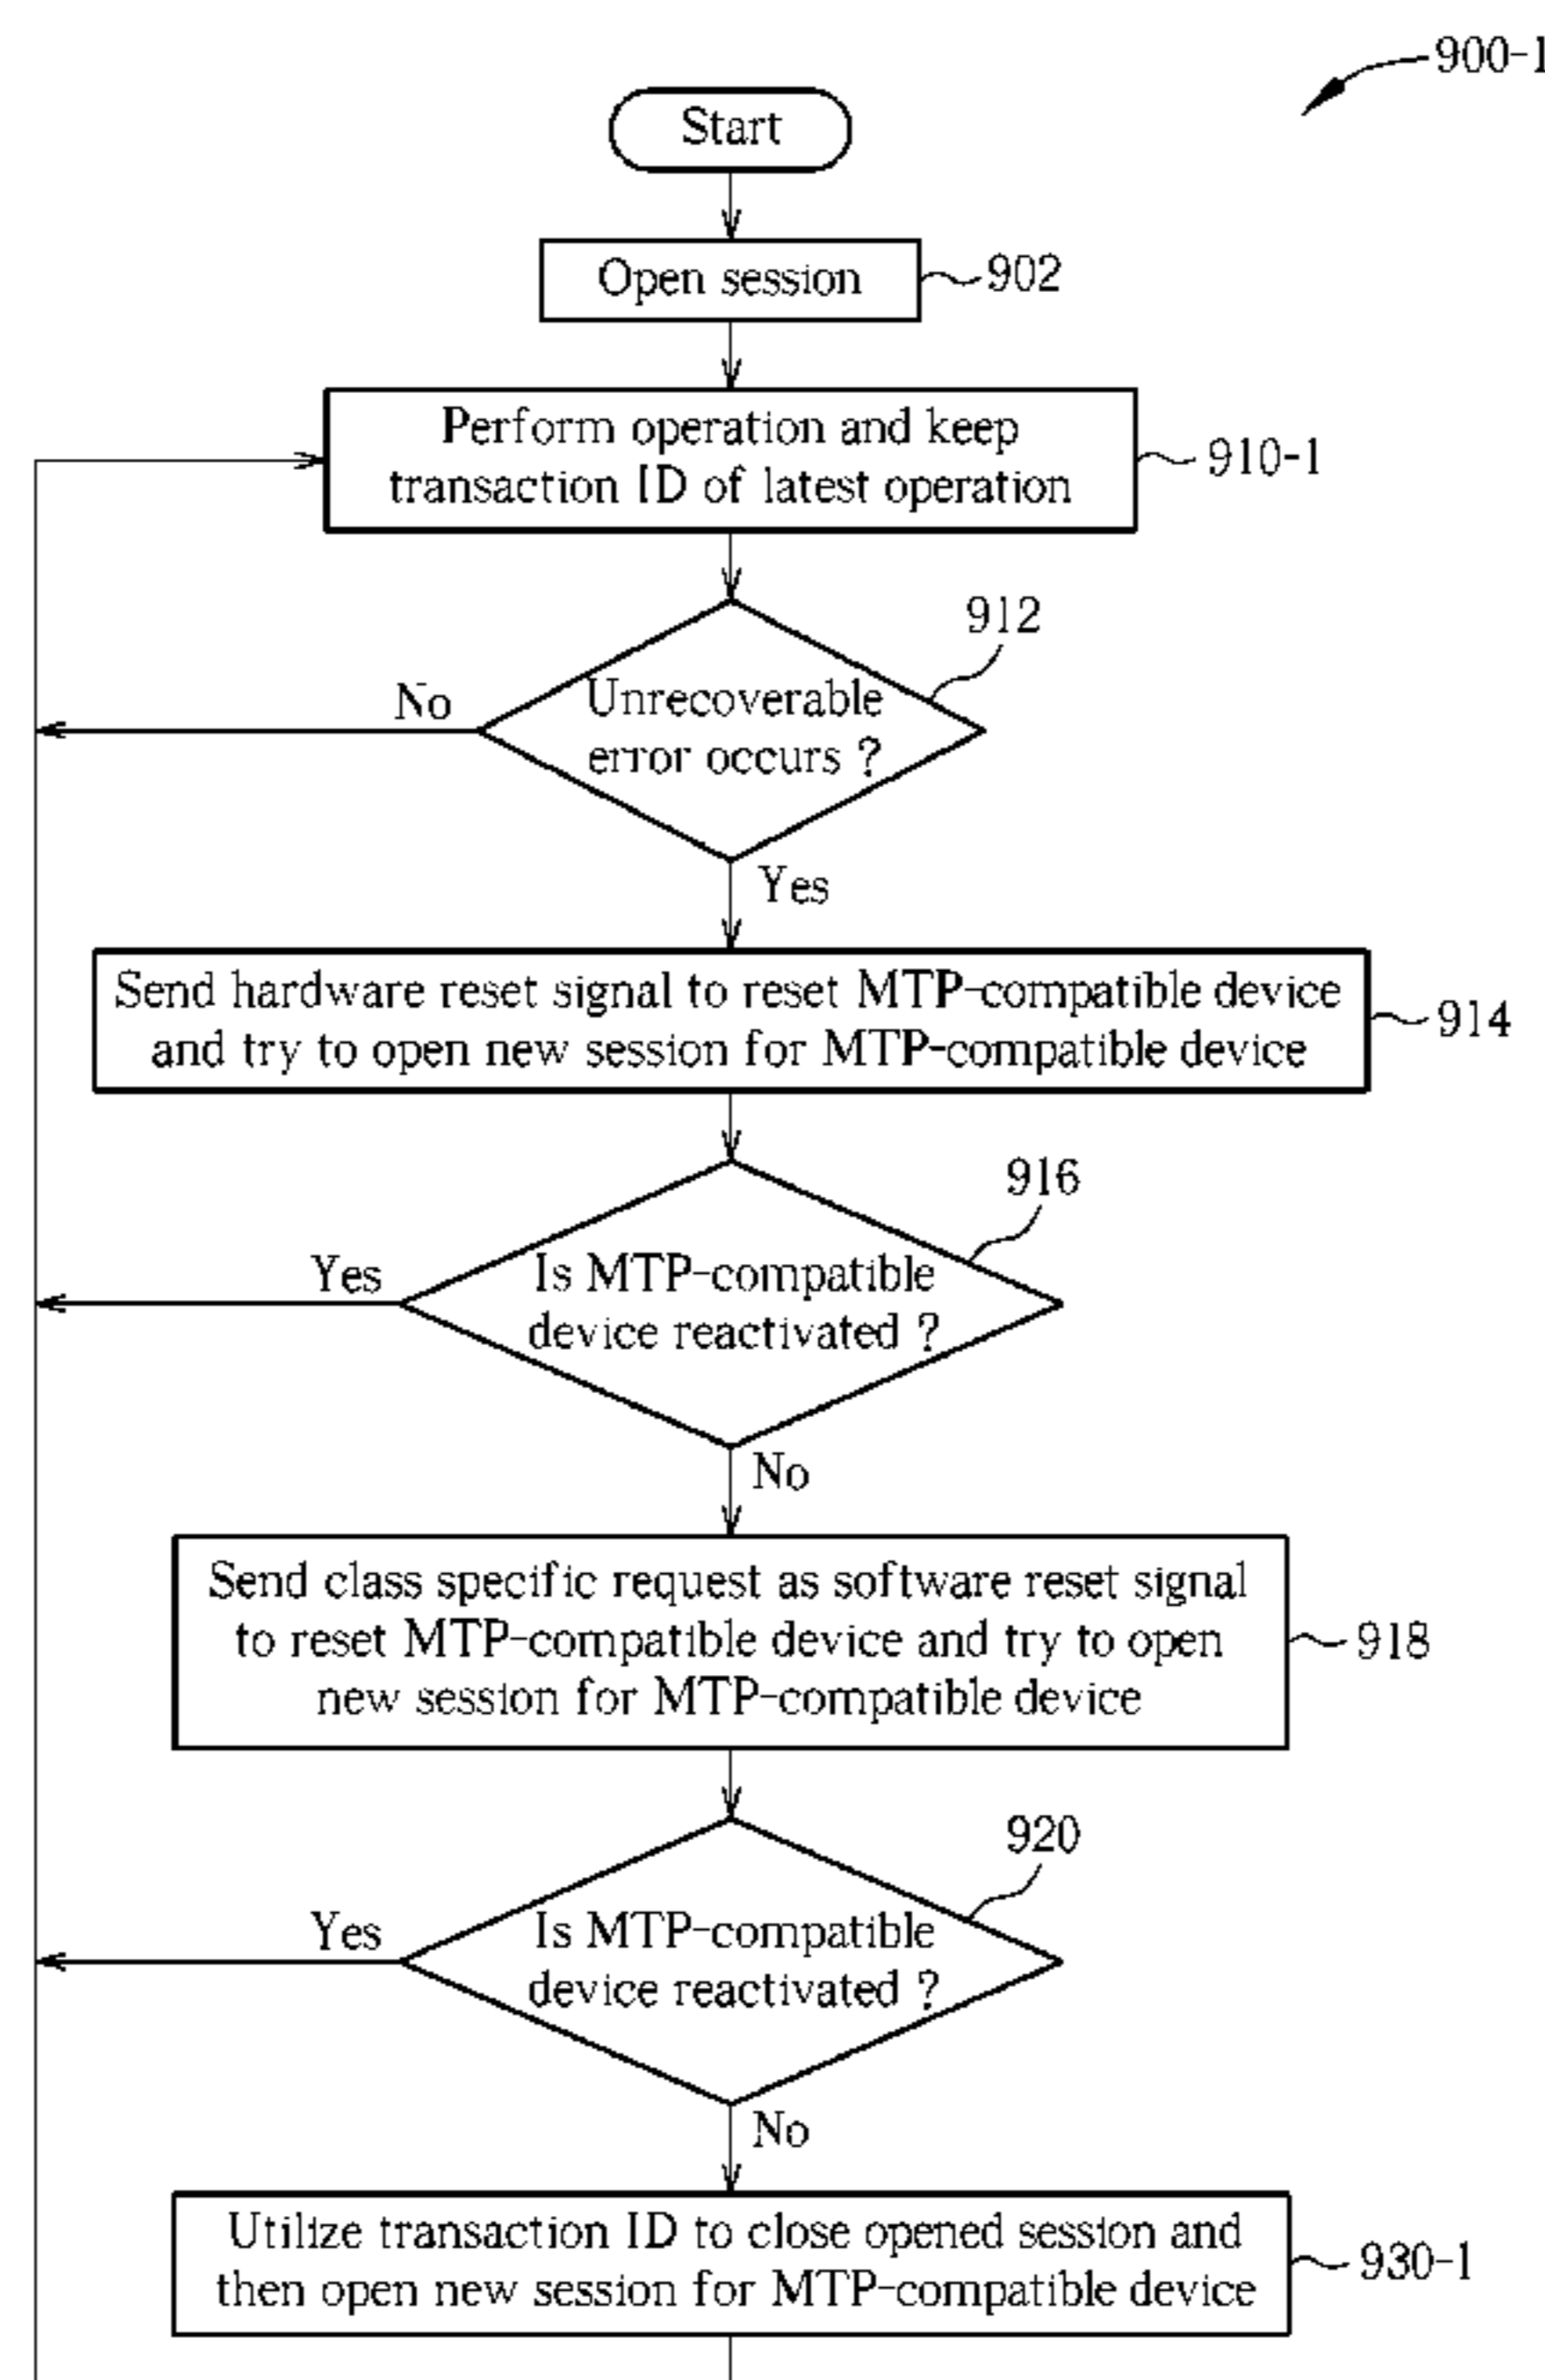 900-1
Start
Open session
902
Perform operation and keep
transaction ID of latest operation
910-1
912
Unrecoverable
error occurs ?
No
Yes
Send hardware reset signal to reset MTP-compatible device
and try to open new session for MTP-compatible device
914
916
Is MTP-compatible
device reactivated ?
Yes
No
Send class specific request as software reset signal
to reset MTP-compatible device and try to open
new session for MTP-compatible device
918
920
Is MTP-compatible
device reactivated ?
Yes
No
Utilize transaction ID to close opened session and
then open new session for MTP-compatible device
930-1